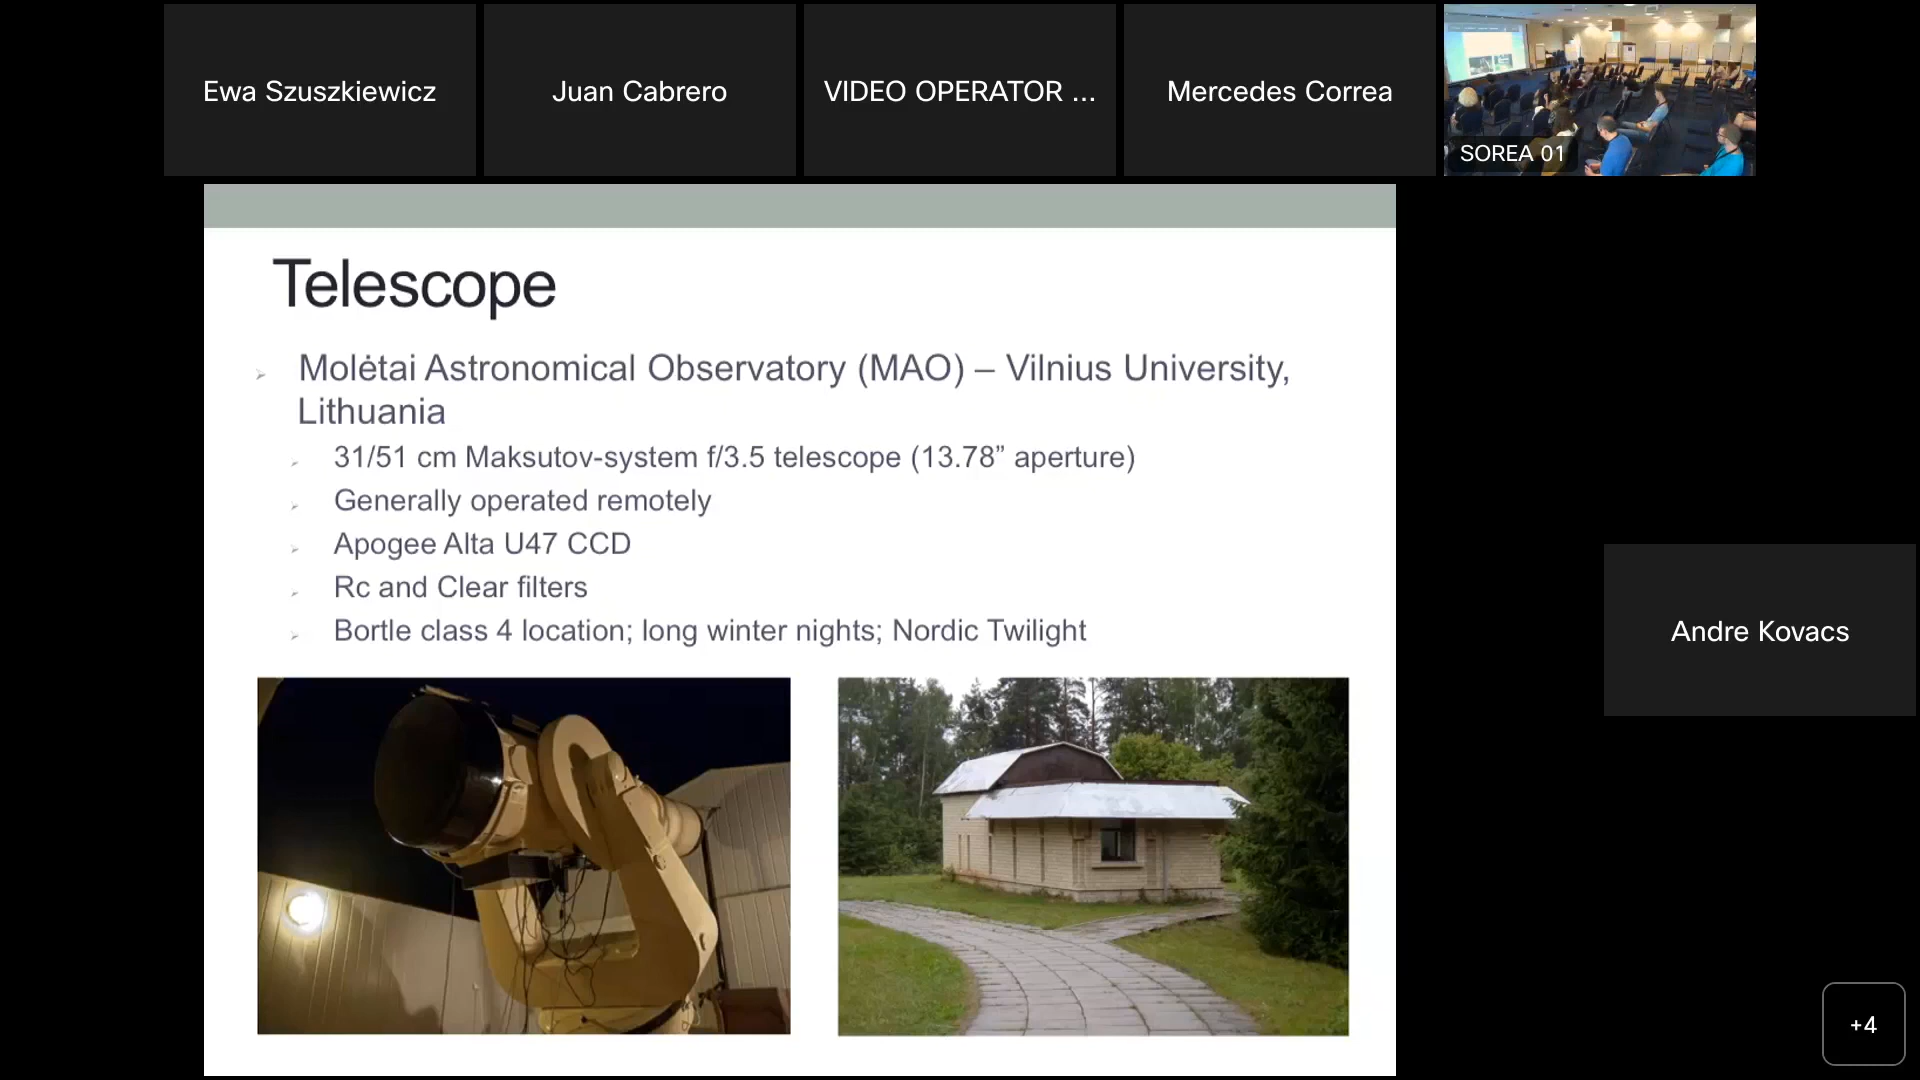 Ewa Szuszkiewicz
Juan Cabrero
VIDEO OPERATOR ...
Mercedes Correa
SOREA 01
Telescope
Molėtai Astronomical Observatory (MAO) – Vilnius University,
Lithuania
31/51 cm Maksutov-system f/3.5 telescope (13.78” aperture)
Generally operated remotely
Apogee Alta U47 CCD
Rc and Clear filters
Bortle class 4 location; long winter nights; Nordic Twilight
Andre Kovacs
+4